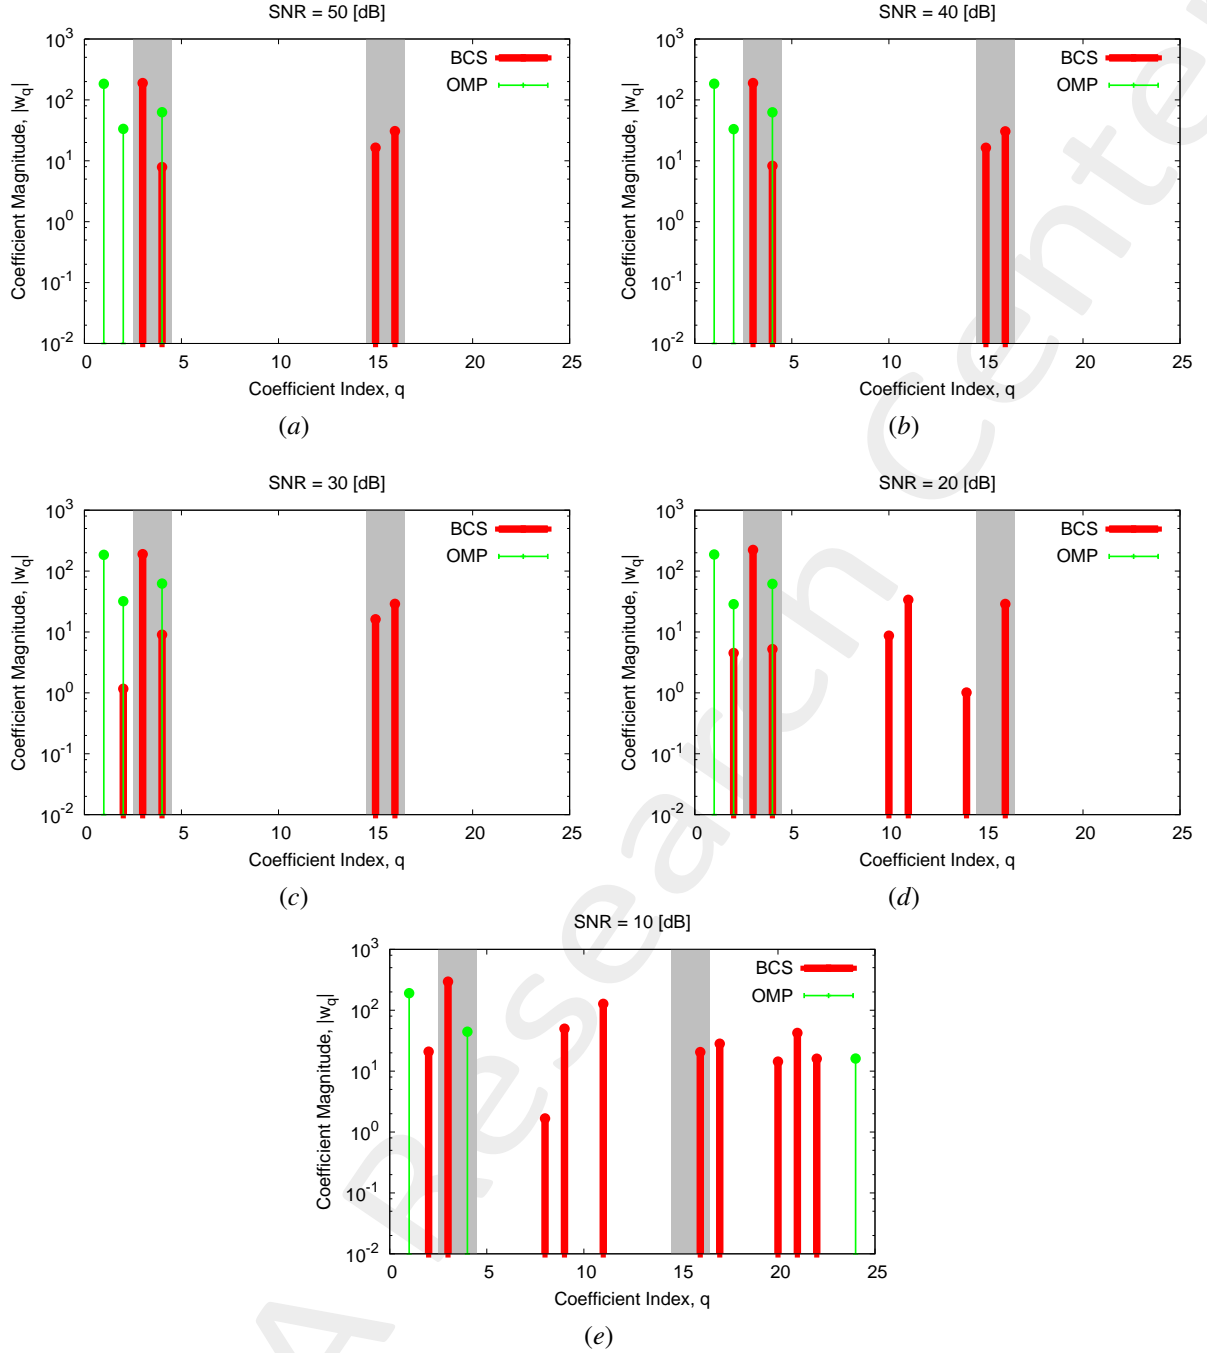 SNR = 50 [dB]
Coefficient Magnitude, |w_q|
10^3
10^2
10^1
10^0
10^-1
10^-2
BCS
OMP
0 5 10 15 20 25
Coefficient Index, q
(a)
SNR = 40 [dB]
Coefficient Magnitude, |w_q|
10^3
10^2
10^1
10^0
10^-1
10^-2
BCS
OMP
0 5 10 15 20 25
Coefficient Index, q
(b)
SNR = 30 [dB]
Coefficient Magnitude, |w_q|
10^3
10^2
10^1
10^0
10^-1
10^-2
BCS
OMP
0 5 10 15 20 25
Coefficient Index, q
(c)
SNR = 20 [dB]
Coefficient Magnitude, |w_q|
10^3
10^2
10^1
10^0
10^-1
10^-2
BCS
OMP
0 5 10 15 20 25
Coefficient Index, q
(d)
SNR = 10 [dB]
Coefficient Magnitude, |w_q|
10^3
10^2
10^1
10^0
10^-1
10^-2
BCS
OMP
0 5 10 15 20 25
Coefficient Index, q
(e)
A Research Center